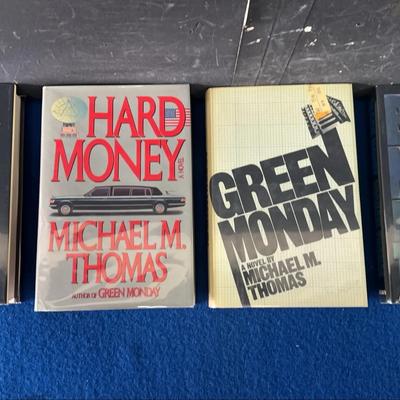 HARD
MONEY
A NOVEL
MICHAEL M.
THOMAS
AUTHOR OF GREEN MONDAY
GREEN
MONDAY
A NOVEL BY
MICHAEL M.
THOMAS